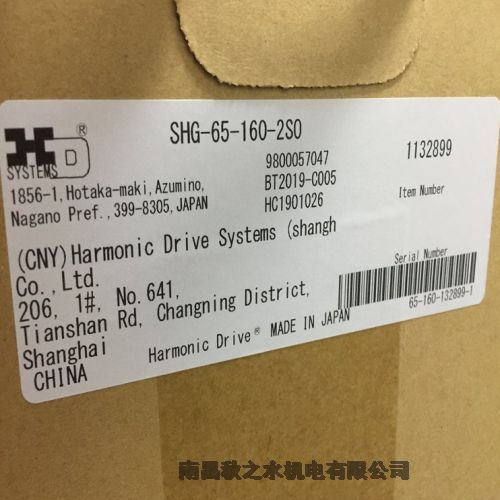 SHG-65-160-2SO
HD
®
SYSTEMS
1856-1, Hotaka-maki, Azumino,
Nagano Pref., 399-8305, JAPAN
9800057047
BT2019-C005
HC1901026
1132899
Item Number
(CNY) Harmonic Drive Systems (shangh
Co., Ltd.
206, 1#, No. 641,
Tianshan Rd, Changning District,
Shanghai
CHINA
Serial Number
65-160-132899-1
Harmonic Drive® MADE IN JAPAN
南昌秋之水机电有限公司